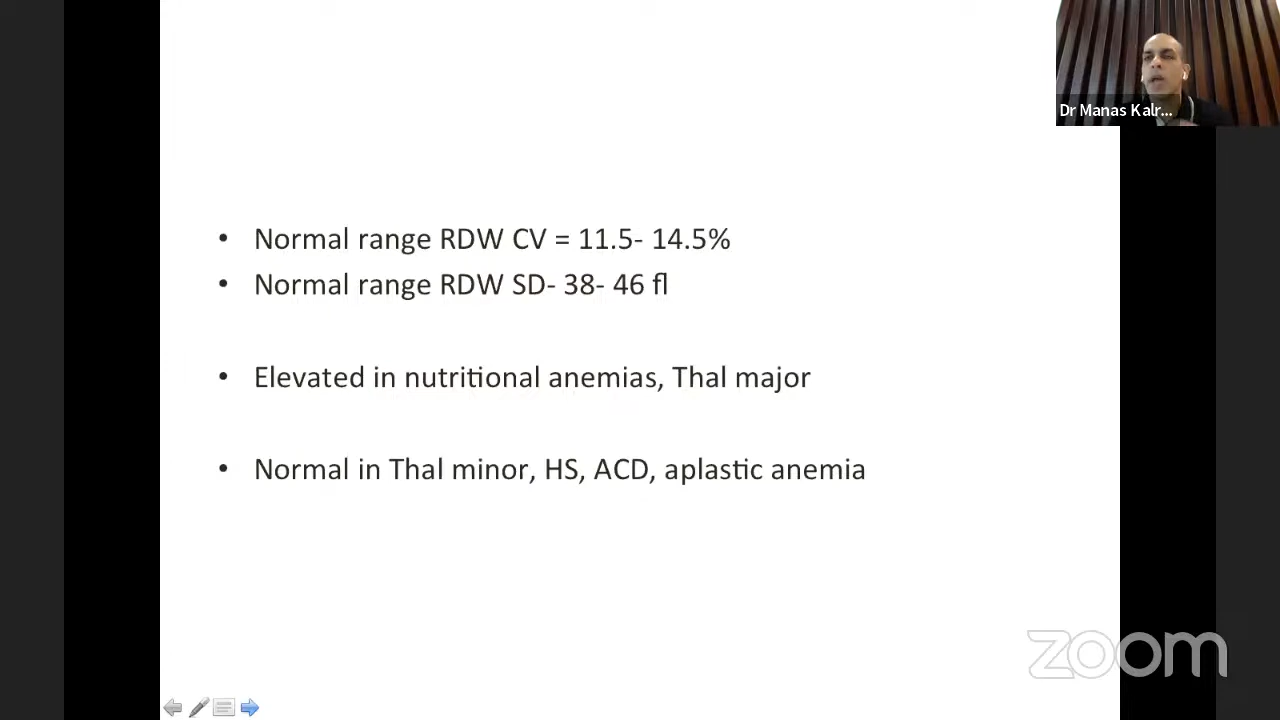 Dr Manas Kalr...
• Normal range RDW CV = 11.5- 14.5%
• Normal range RDW SD- 38- 46 fl
• Elevated in nutritional anemias, Thal major
• Normal in Thal minor, HS, ACD, aplastic anemia
zoom